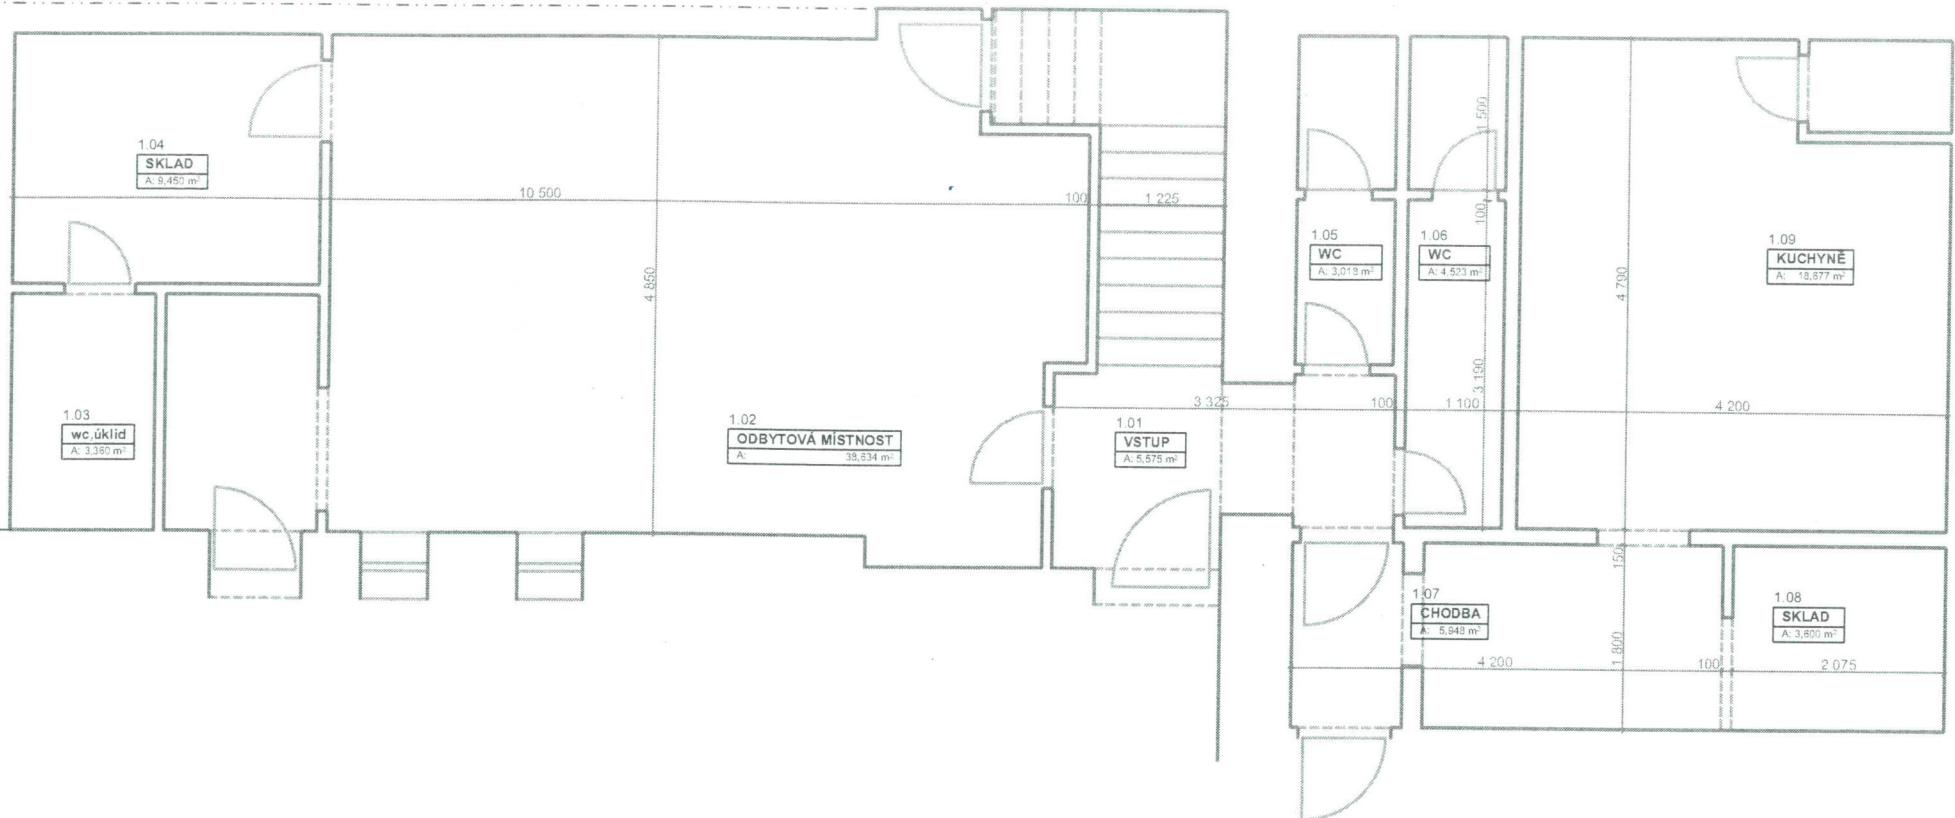 1.04
SKLAD
A: 9,450 m²
10 500
100
1 225
4 850
1.03
wc,úklid
A: 3,360 m²
1.02
ODBYTOVÁ MÍSTNOST
A: 38,634 m²
1.01
VSTUP
A: 5,575 m²
3 325
100
1 100
4 200
1 500
100
3 190
1.05
WC
A: 3,018 m²
1.06
WC
A: 4,523 m²
4 790
1.09
KUCHYNĚ
A: 18,677 m²
150
1 800
1.07
CHODBA
A: 5,948 m²
4 200
100
2 075
1.08
SKLAD
A: 3,600 m²